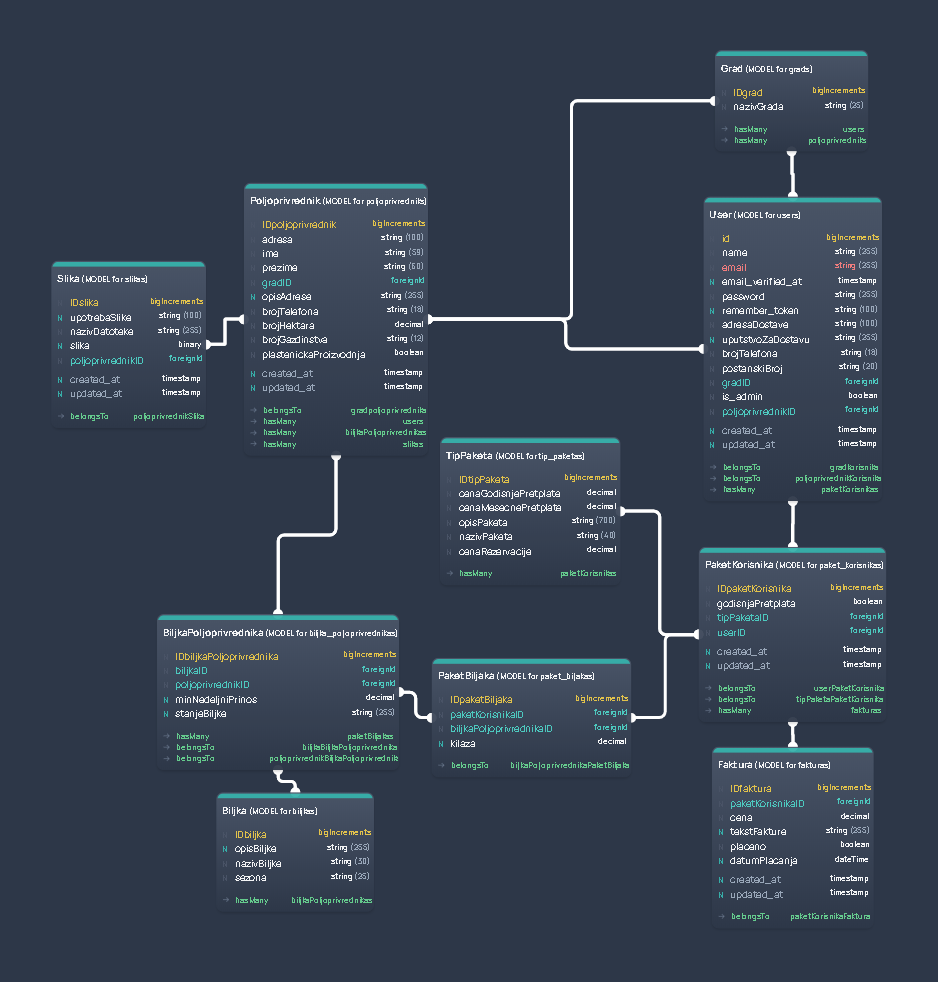 Grad (MODEL for grads)
N IDgrad bigIncrements
N nazivGrada string (25)
→ hasMany users
→ hasMany poljoprivredniks
Poljoprivrednik (MODEL for poljoprivredniks)
IDpoljoprivrednik bigIncrements
N adresa string (100)
N ime string (59)
N prezime string (60)
N gradID foreignId
N opisAdrese string (255)
N brojTelefona string (18)
N brojHektara decimal
N brojGazdinstva string (12)
N plastenickaProizvodnja boolean
N created_at timestamp
N updated_at timestamp
→ belongsTo gradpoljoprivrednika
→ hasMany users
→ hasMany biljkaPoljoprivrednikas
→ hasMany slikas
User (MODEL for users)
id bigIncrements
N name string (255)
N email string (255)
N email_verified_at timestamp
N password string (255)
N remember_token string (100)
N adresaDostave string (100)
N uputstvoZaDostavu string (255)
N brojTelefona string (18)
N postanskiBroj string (20)
N gradID foreignId
N is_admin boolean
N poljoprivrednikID foreignId
N created_at timestamp
N updated_at timestamp
→ belongsTo gradkorisnika
→ belongsTo poljoprivrednikKorisnika
→ hasMany paketKorisnikas
Slika (MODEL for slikas)
N IDslika bigIncrements
N upotrebaSlike string (100)
N nazivDatoteke string (255)
N slika binary
N poljoprivrednikID foreignId
N created_at timestamp
N updated_at timestamp
→ belongsTo poljoprivrednikSlika
TipPaketa (MODEL for tip_paketas)
N IDtipPaketa bigIncrements
N cenaGodisnjePretplate decimal
N cenaMesecnePretplate decimal
N opisPaketa string (700)
N nazivPaketa string (40)
N cenaRezervacije decimal
→ hasMany paketKorisnikas
PaketKorisnika (MODEL for paket_korisnikas)
N IDpaketKorisnika bigIncrements
N godisnjaPretplata boolean
N tipPaketaID foreignId
N userID foreignId
N created_at timestamp
N updated_at timestamp
→ belongsTo userPaketKorisnika
→ belongsTo tipPaketaPaketKorisnika
→ hasMany fakturas
BiljkaPoljoprivrednika (MODEL for biljka_poljoprivrednikas)
N IDbiljkaPoljoprivrednika bigIncrements
N biljkaID foreignId
N poljoprivrednikID foreignId
N minNedeljniPrinos decimal
N stanjeBiljke string (255)
→ hasMany paketBiljakas
→ belongsTo biljkaBiljkaPoljoprivrednika
→ belongsTo poljoprivrednikBiljkaPoljoprivrednik
PaketBiljaka (MODEL for paket_biljakas)
N IDpaketBiljaka bigIncrements
N paketKorisnikaID foreignId
N biljkaPoljoprivrednikaID foreignId
N kilaza decimal
→ belongsTo biljkaPoljoprivrednikaPaketBiljaka
Faktura (MODEL for fakturas)
N IDfaktura bigIncrements
N paketKorisnikaID foreignId
N cena decimal
N tekstFakture string (255)
N placeno boolean
N datumPlacanja dateTime
N created_at timestamp
N updated_at timestamp
→ belongsTo paketKorisnikaFaktura
Biljka (MODEL for biljkas)
N IDbiljka bigIncrements
N opisBiljke string (255)
N nazivBiljke string (30)
N sezona string (25)
→ hasMany biljkaPoljoprivrednikas